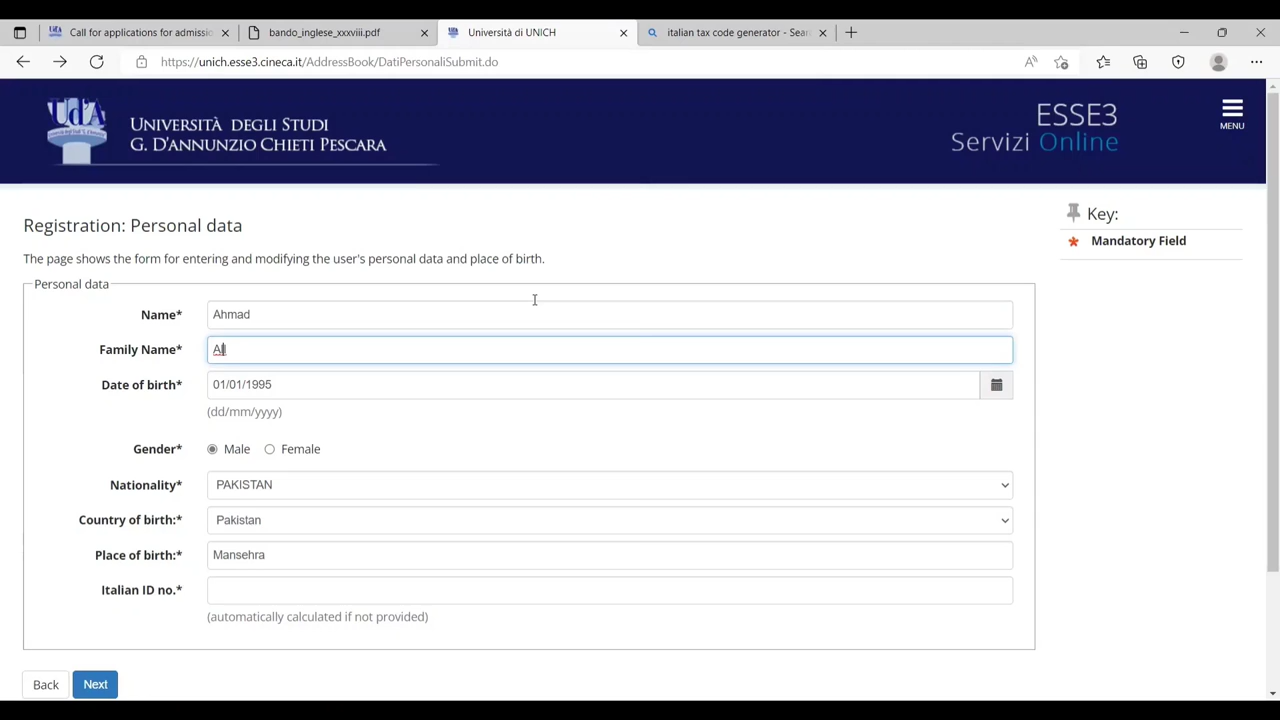 Call for applications for admissio
bando_inglese_xxxviii.pdf
Università di UNICH
italian tax code generator - Sear
https://unich.esse3.cineca.it/AddressBook/DatiPersonaliSubmit.do
UdA
UNIVERSITÀ DEGLI STUDI
G. D'ANNUNZIO CHIETI PESCARA
ESSE3
Servizi Online
MENU
Registration: Personal data
The page shows the form for entering and modifying the user's personal data and place of birth.
Personal data
Name* Ahmad
Family Name* Ali
Date of birth* 01/01/1995
(dd/mm/yyyy)
Gender* Male Female
Nationality* PAKISTAN
Country of birth:* Pakistan
Place of birth:* Mansehra
Italian ID no.*
(automatically calculated if not provided)
Back Next
Key:
* Mandatory Field